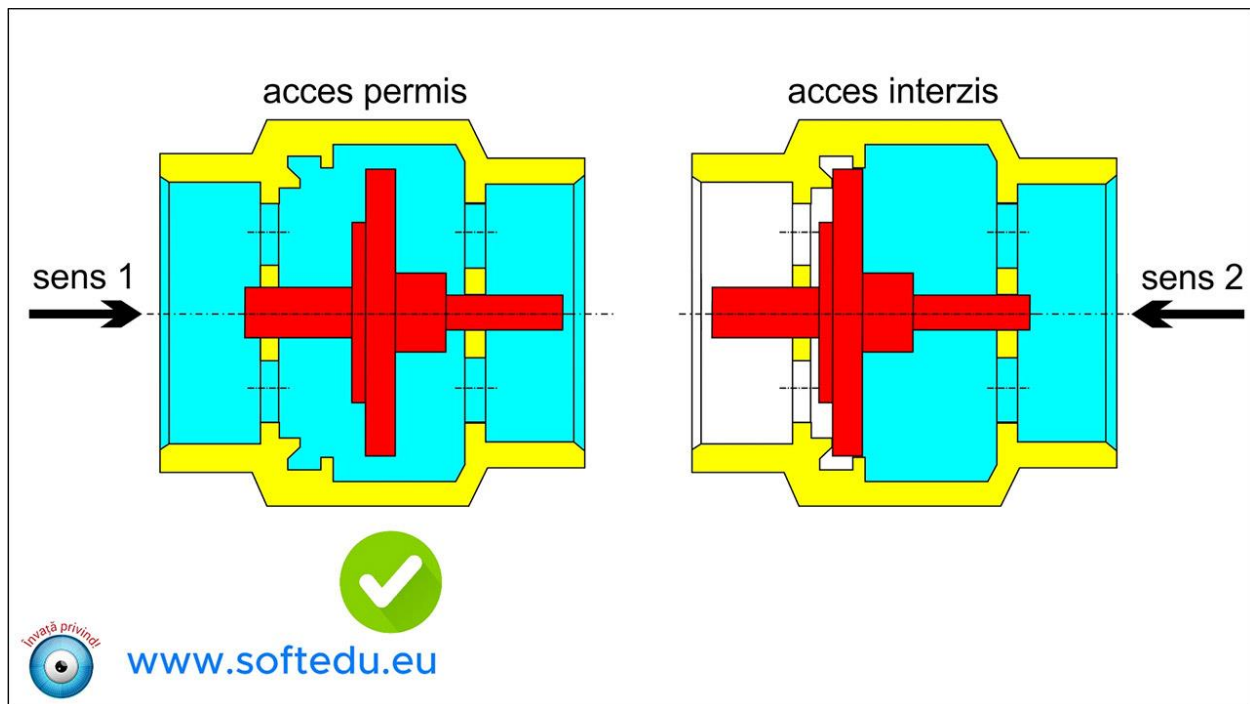 acces permis
acces interzis
sens 1
sens 2
Învață privind!
www.softedu.eu